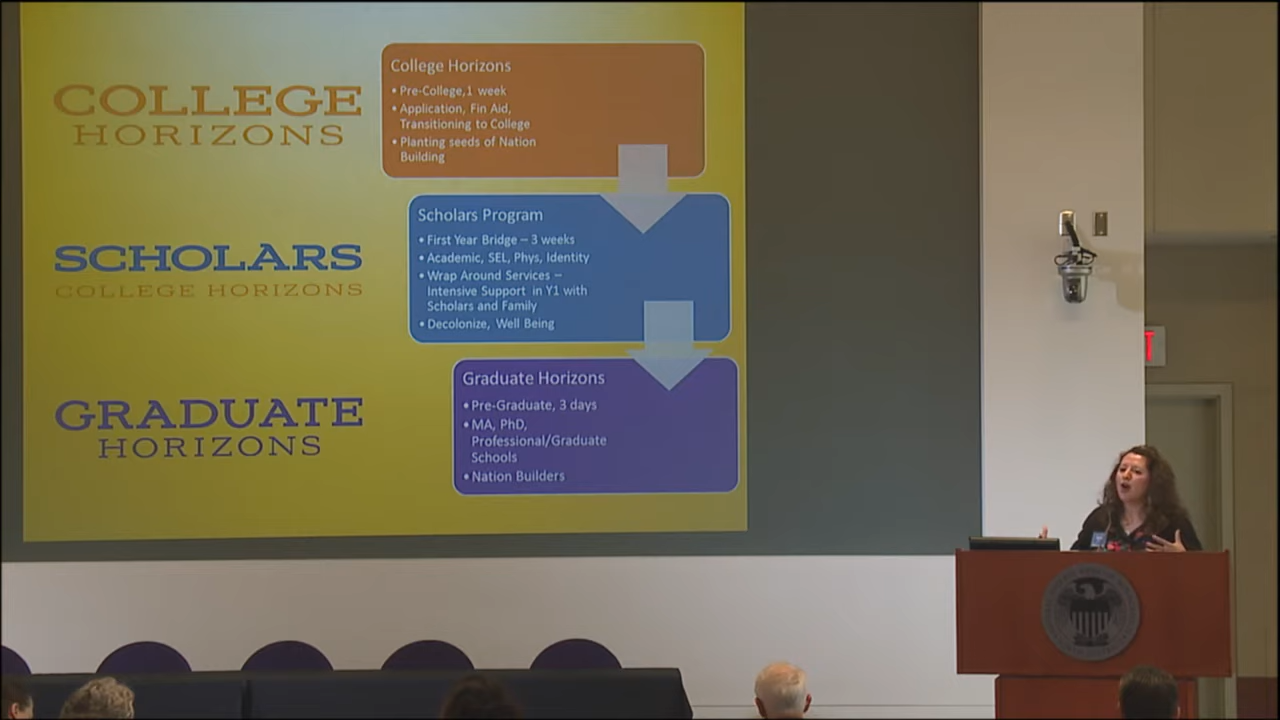 COLLEGE
HORIZONS
College Horizons
• Pre-College,1 week
• Application, Fin Aid,
Transitioning to College
• Planting seeds of Nation
Building
SCHOLARS
COLLEGE HORIZONS
Scholars Program
• First Year Bridge – 3 weeks
• Academic, SEL, Phys, Identity
• Wrap Around Services –
Intensive Support in Y1 with
Scholars and Family
• Decolonize, Well Being
GRADUATE
HORIZONS
Graduate Horizons
• Pre-Graduate, 3 days
• MA, PhD,
Professional/Graduate
Schools
• Nation Builders